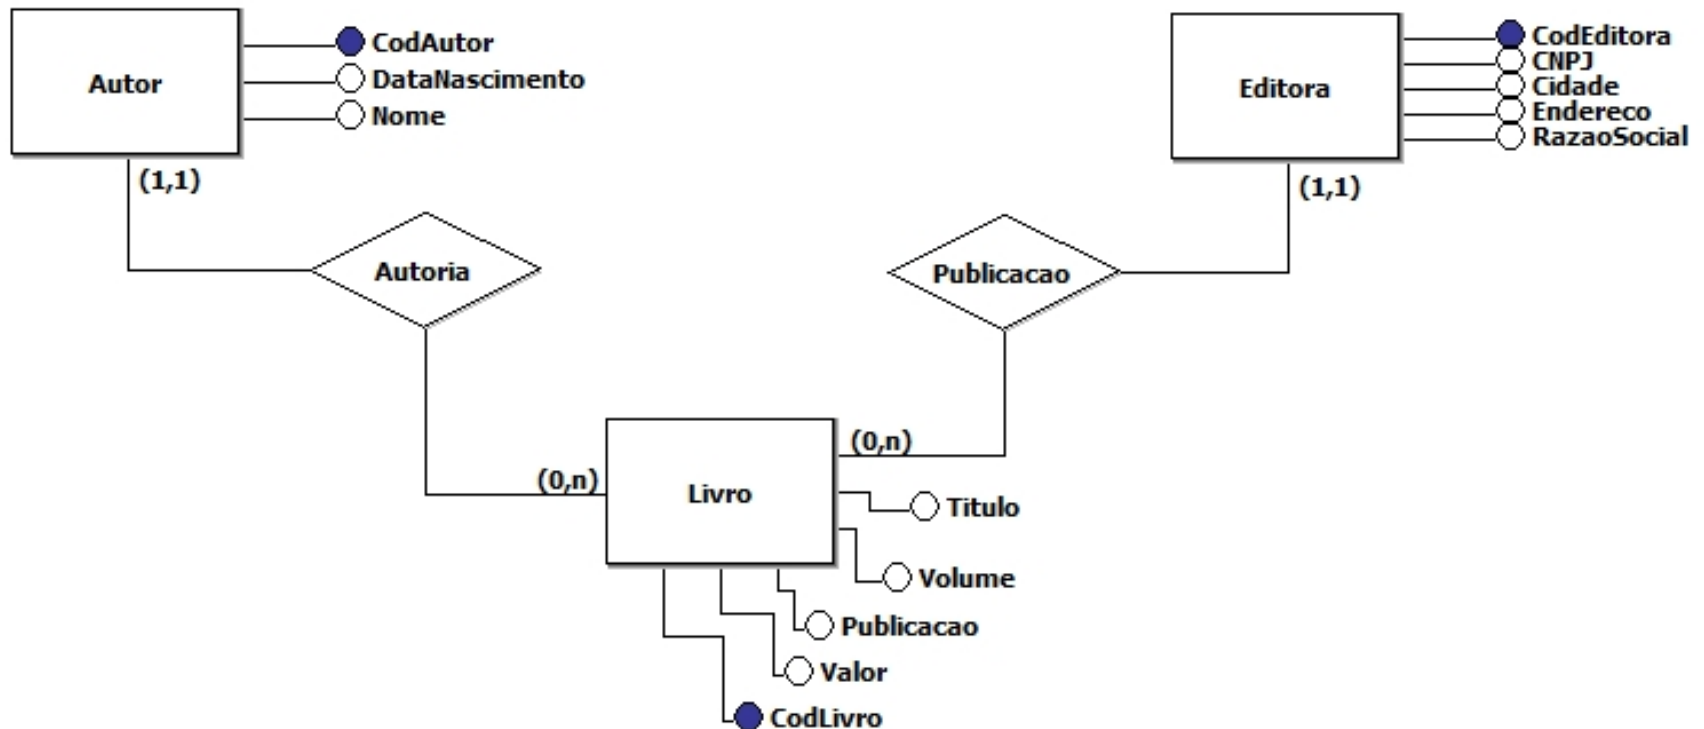 Autor
CodAutor
DataNascimento
Nome
(1,1)
Editora
CodEditora
CNPJ
Cidade
Endereco
RazaoSocial
(1,1)
Autoria
Publicacao
(0,n)
(0,n)
Livro
Titulo
Volume
Publicacao
Valor
CodLivro